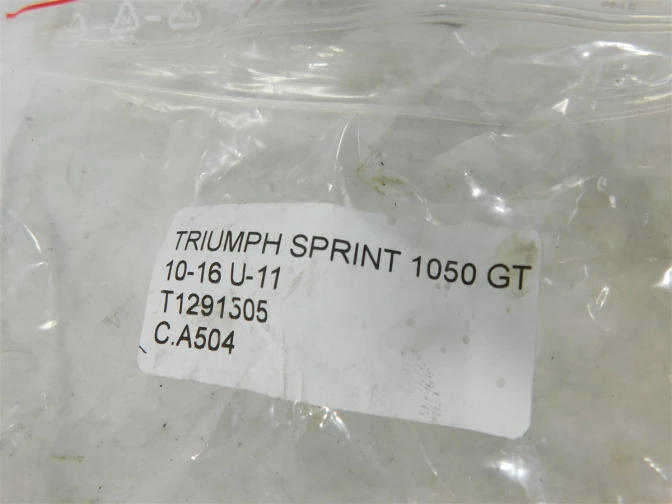 TRIUMPH SPRINT 1050 GT
10-16 U-11
T1291305
C.A504